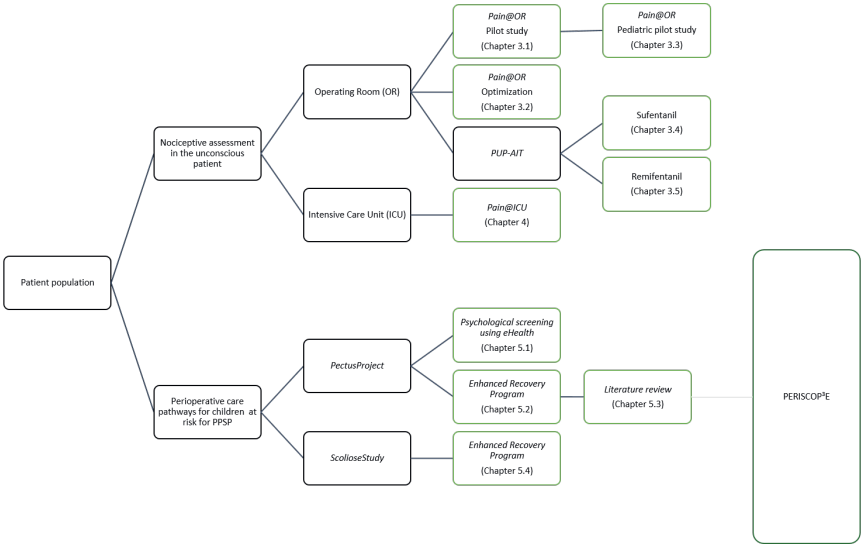 Patient population
Nociceptive assessment
in the unconscious
patient
Perioperative care
pathways for children at
risk for PPSP
Operating Room (OR)
Intensive Care Unit (ICU)
PectusProject
ScolioseStudy
Pain@OR
Pilot study
(Chapter 3.1)
Pain@OR
Optimization
(Chapter 3.2)
PUP-AIT
Pain@ICU
(Chapter 4)
Psychological screening
using eHealth
(Chapter 5.1)
Enhanced Recovery
Program
(Chapter 5.2)
Enhanced Recovery
Program
(Chapter 5.4)
Pain@OR
Pediatric pilot study
(Chapter 3.3)
Sufentanil
(Chapter 3.4)
Remifentanil
(Chapter 3.5)
Literature review
(Chapter 5.3)
PERISCOP³E